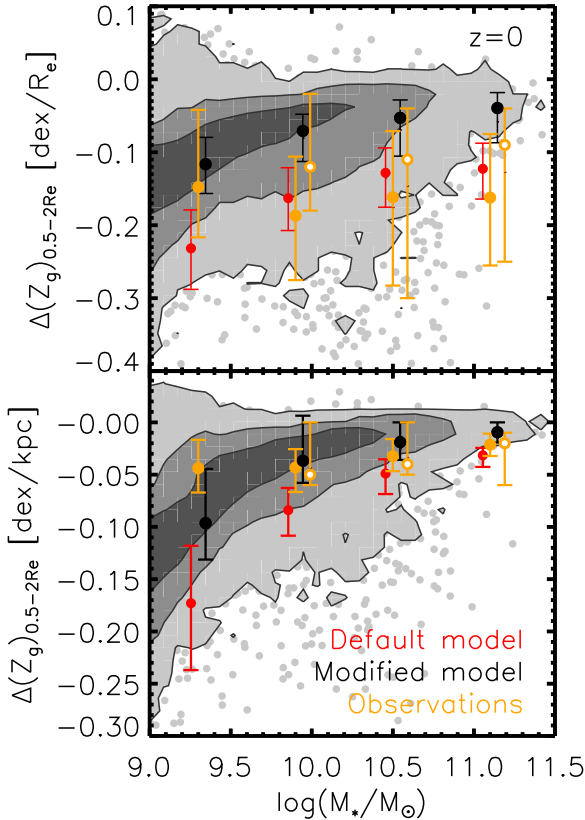 z=0
0.1
0.0
−0.1
−0.2
−0.3
−0.4
Δ(Z_g)_0.5−2Re [dex/R_e]
−0.00
−0.05
−0.10
−0.15
−0.20
−0.25
−0.30
Δ(Z_g)_0.5−2Re [dex/kpc]
Default model
Modified model
Observations
9.0 9.5 10.0 10.5 11.0 11.5
log(M_*/M_⊙)